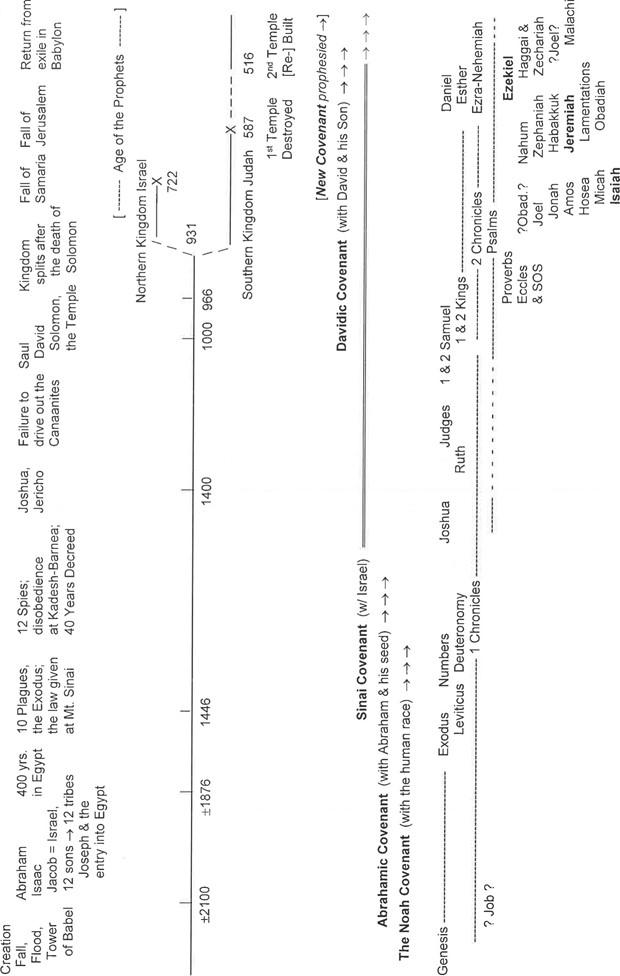 Creation
Fall,
Flood,
Tower
of Babel
Abraham
Isaac
Jacob = Israel,
12 sons → 12 tribes
Joseph & the
entry into Egypt
400 yrs.
in Egypt
10 Plagues,
the Exodus;
the law given
at Mt. Sinai
12 Spies;
disobedience
at Kadesh-Barnea;
40 Years Decreed
Joshua,
Jericho
Failure to
drive out the
Canaanites
Saul
David
Solomon,
the Temple
Kingdom
splits after
the death of
Solomon
Fall of
Samaria
Fall of
Jerusalem
Return from
exile in
Babylon
[ ------- Age of the Prophets ------- ]
Northern Kingdom Israel
X
722
931
±2100
±1876
1446
1400
1000
966
X
Southern Kingdom Judah 587
516
1st Temple
Destroyed
2nd Temple
[Re-] Built
[New Covenant prophesied →]
Davidic Covenant (with David & his Son) → → →
Sinai Covenant (w/ Israel)
→ → →
Abrahamic Covenant (with Abraham & his seed) → → →
The Noah Covenant (with the human race) → → →
Genesis
Exodus
Leviticus
Numbers
Deuteronomy
Joshua
Judges
Ruth
1 & 2 Samuel
1 & 2 Kings
Daniel
Esther
Ezra-Nehemiah
1 Chronicles
2 Chronicles
? Job ?
Psalms
Proverbs
Eccles
& SOS
?Obad.?
Joel
Jonah
Amos
Hosea
Micah
Isaiah
Nahum
Zephaniah
Habakkuk
Jeremiah
Lamentations
Obadiah
Ezekiel
Haggai &
Zechariah
?Joel?
Malachi